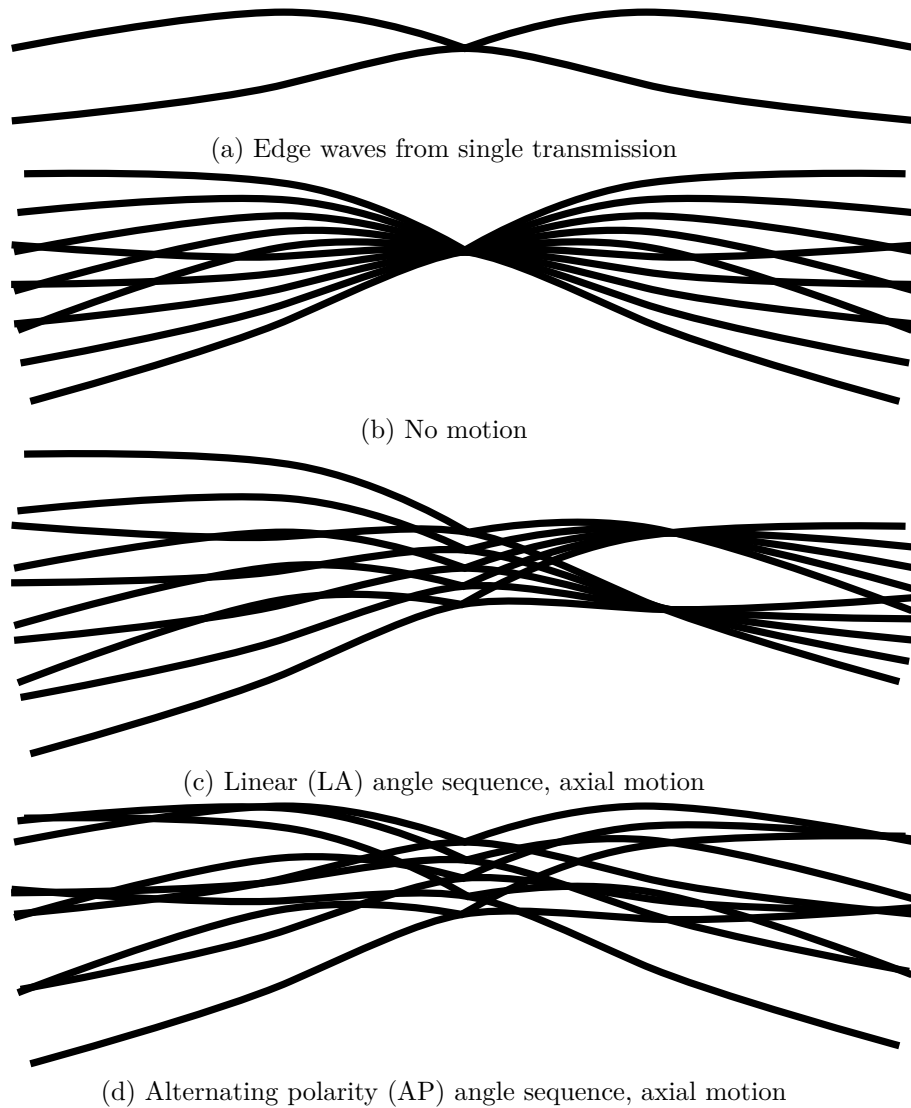 (a) Edge waves from single transmission
(b) No motion
(c) Linear (LA) angle sequence, axial motion
(d) Alternating polarity (AP) angle sequence, axial motion